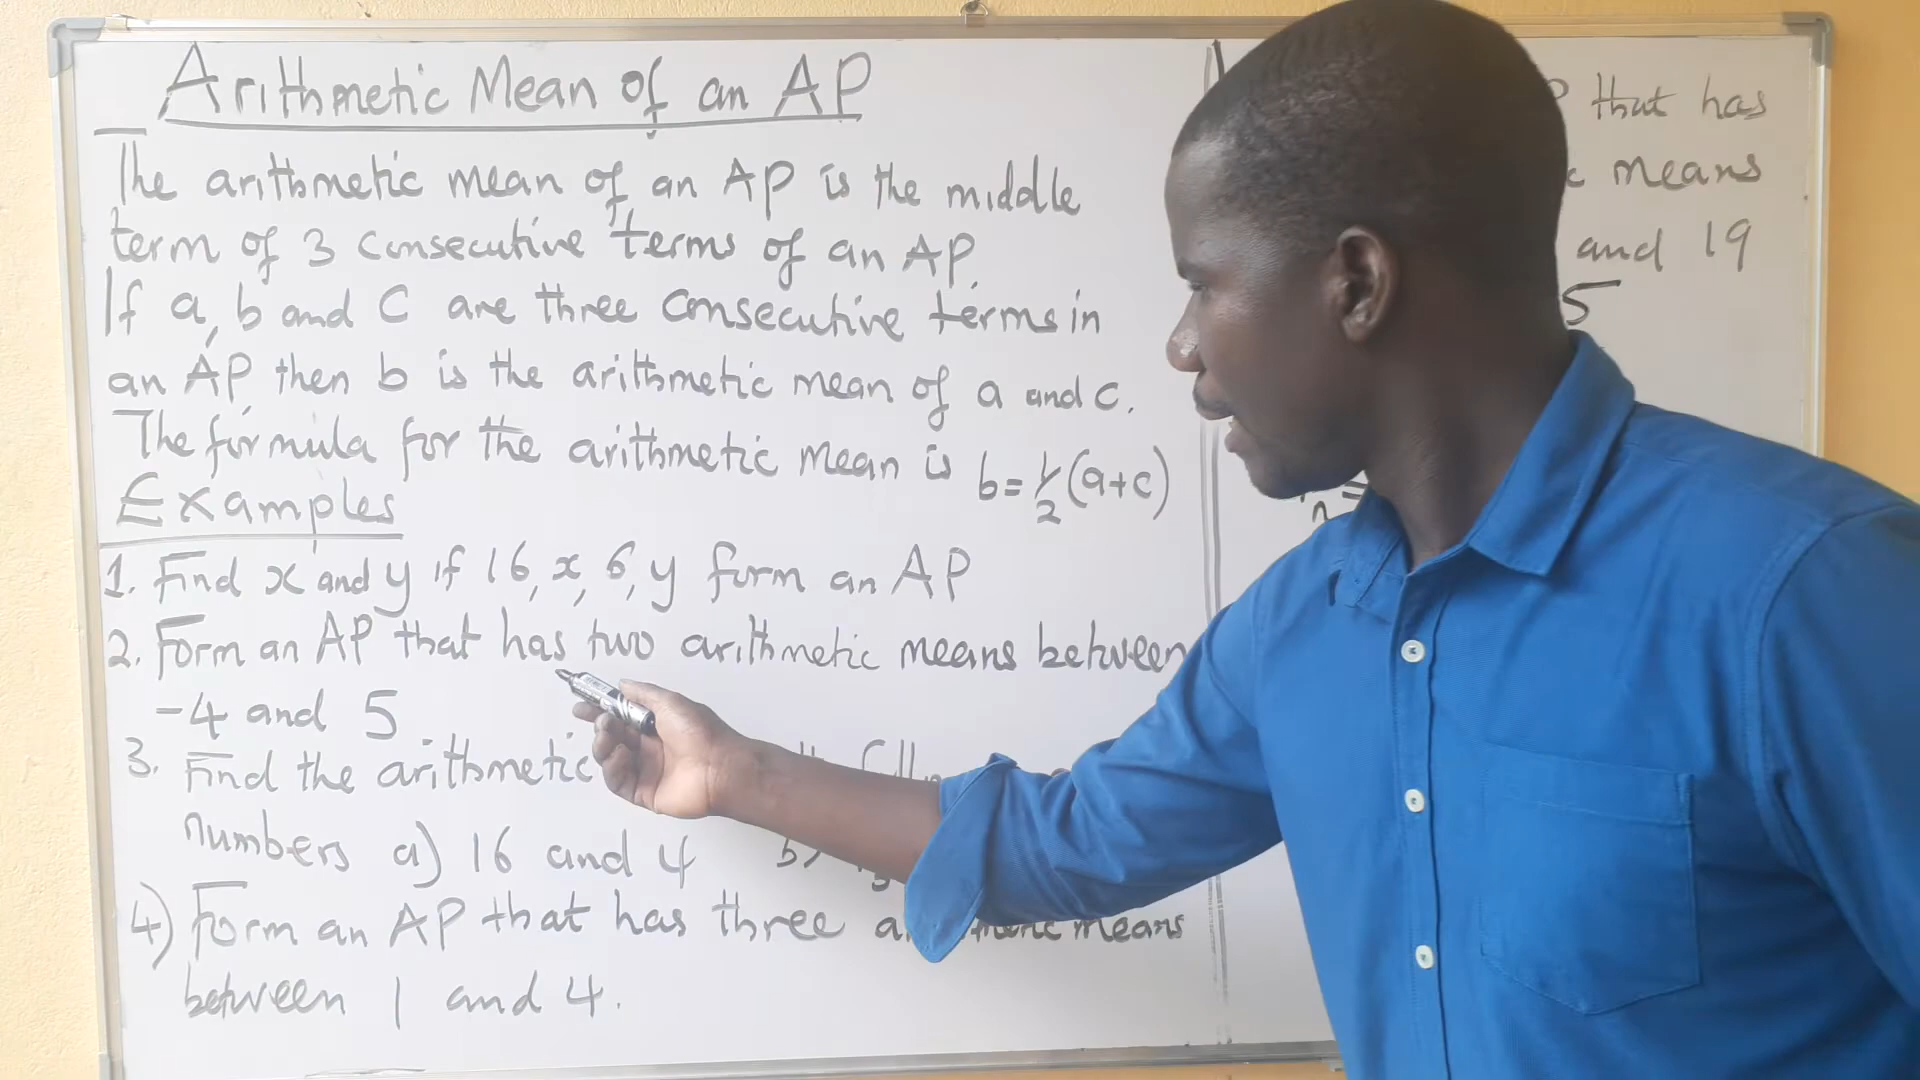 Arithmetic Mean of an AP
The arithmetic mean of an AP is the middle
term of 3 consecutive terms of an AP.
If a, b and c are three consecutive terms in
an AP, then b is the arithmetic mean of a and c.
The formula for the arithmetic mean is b = 1/2 (a+c)
Examples
1. Find x and y if 16, x, 6, y form an AP
2. Form an AP that has two arithmetic means between
-4 and 5
3. Find the arithmetic
numbers a) 16 and 4 b)
4) Form an AP that has three means
between 1 and 4.
that has
means
and 19
5